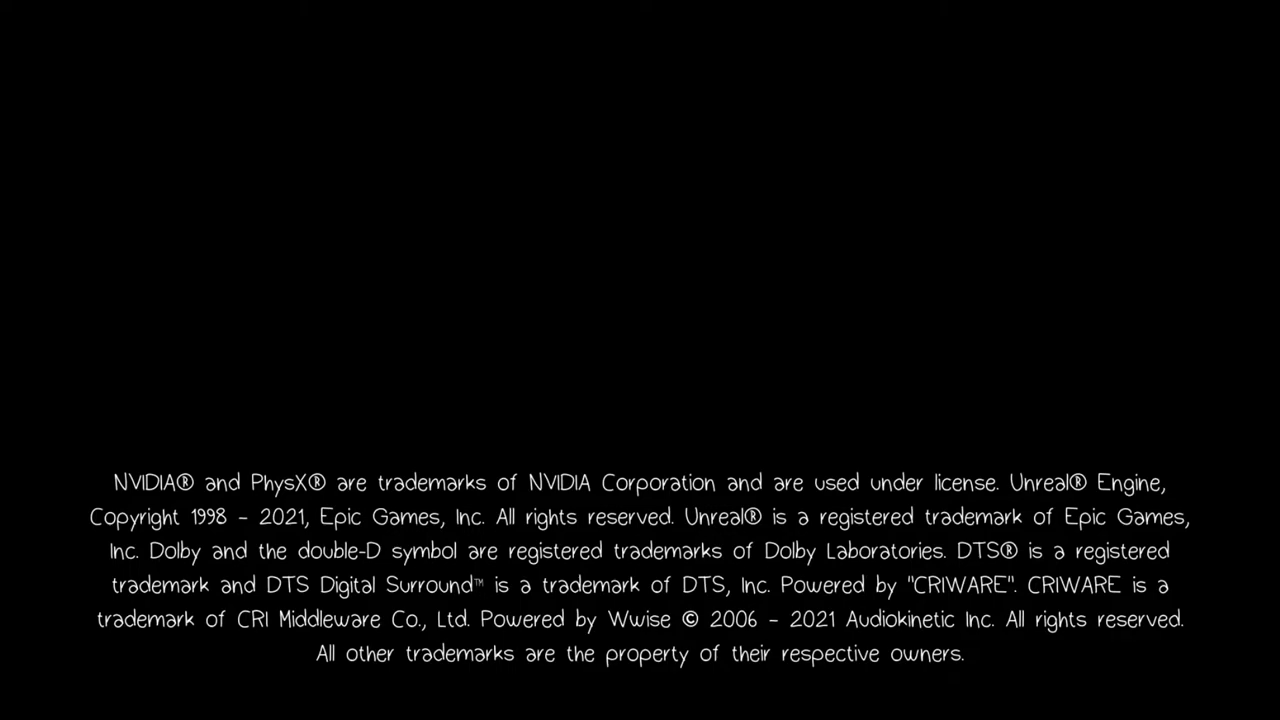 NVIDIA® and PhysX® are trademarks of NVIDIA Corporation and are used under license. Unreal® Engine,
Copyright 1998 - 2021, Epic Games, Inc. All rights reserved. Unreal® is a registered trademark of Epic Games,
Inc. Dolby and the double-D symbol are registered trademarks of Dolby Laboratories. DTS® is a registered
trademark and DTS Digital Surround™ is a trademark of DTS, Inc. Powered by "CRIWARE". CRIWARE is a
trademark of CRI Middleware Co., Ltd. Powered by Wwise © 2006 - 2021 Audiokinetic Inc. All rights reserved.
All other trademarks are the property of their respective owners.